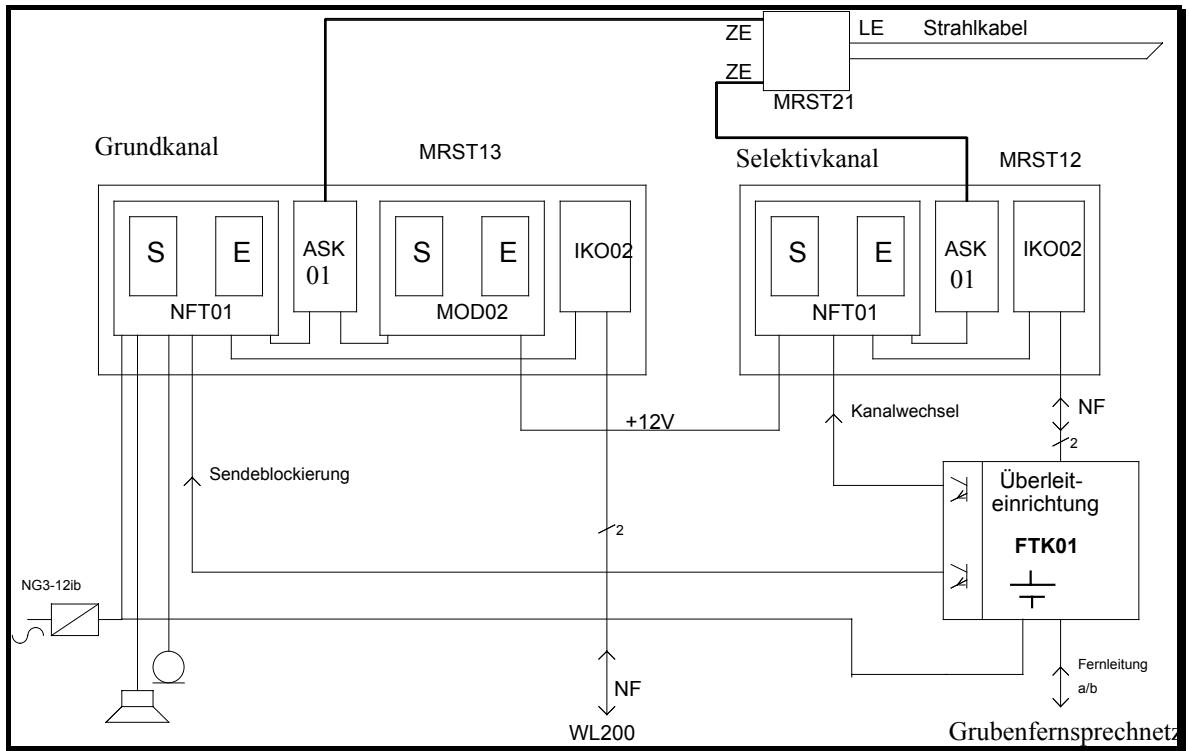 ZE
LE
Strahlkabel
ZE
MRST21
Grundkanal
MRST13
Selektivkanal
MRST12
S
E
ASK
01
S
E
IKO02
NFT01
MOD02
S
E
ASK
01
IKO02
NFT01
+12V
Kanalwechsel
NF
2
Sendeblockierung
Überleit-
einrichtung
FTK01
2
NG3-12ib
NF
WL200
Fernleitung
a/b
Grubenfernsprechnetz